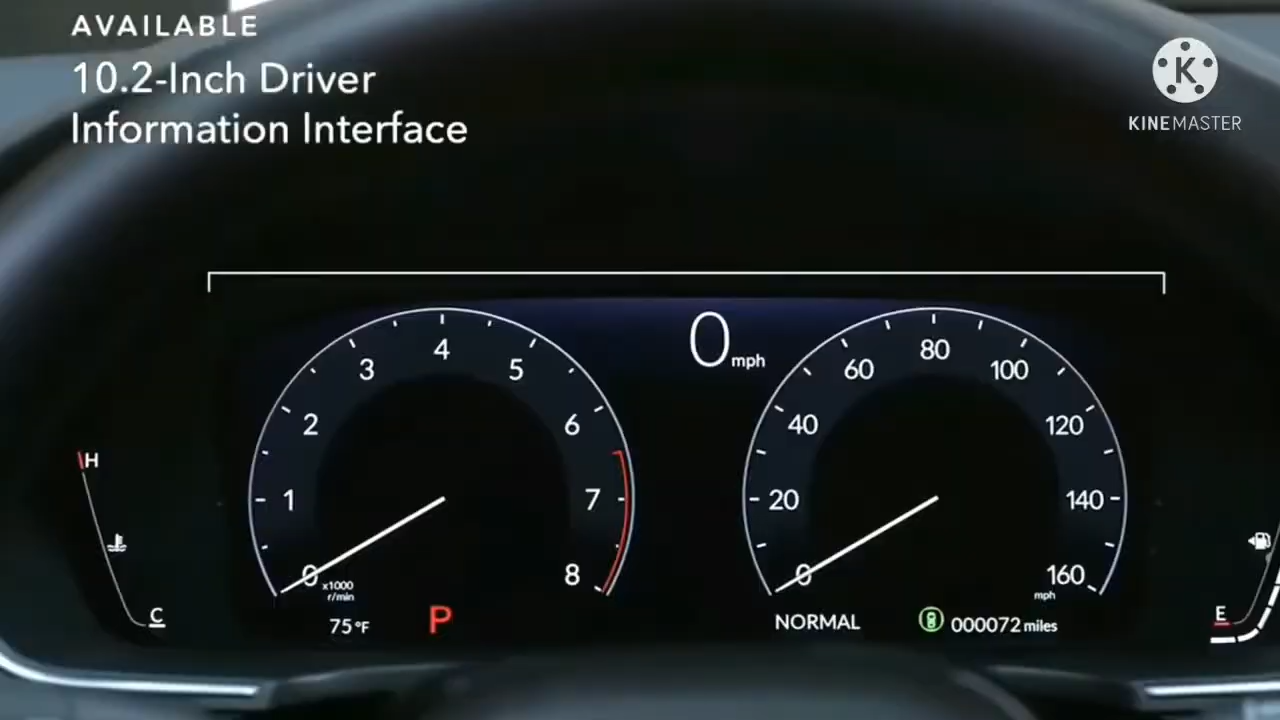 AVAILABLE
10.2-Inch Driver
Information Interface
K
KINEMASTER
0 mph
0 1 2 3 4 5 6 7 8
x1000
r/min
0 20 40 60 80 100 120 140 160
mph
H
C
E
75°F
P
NORMAL
000072 miles